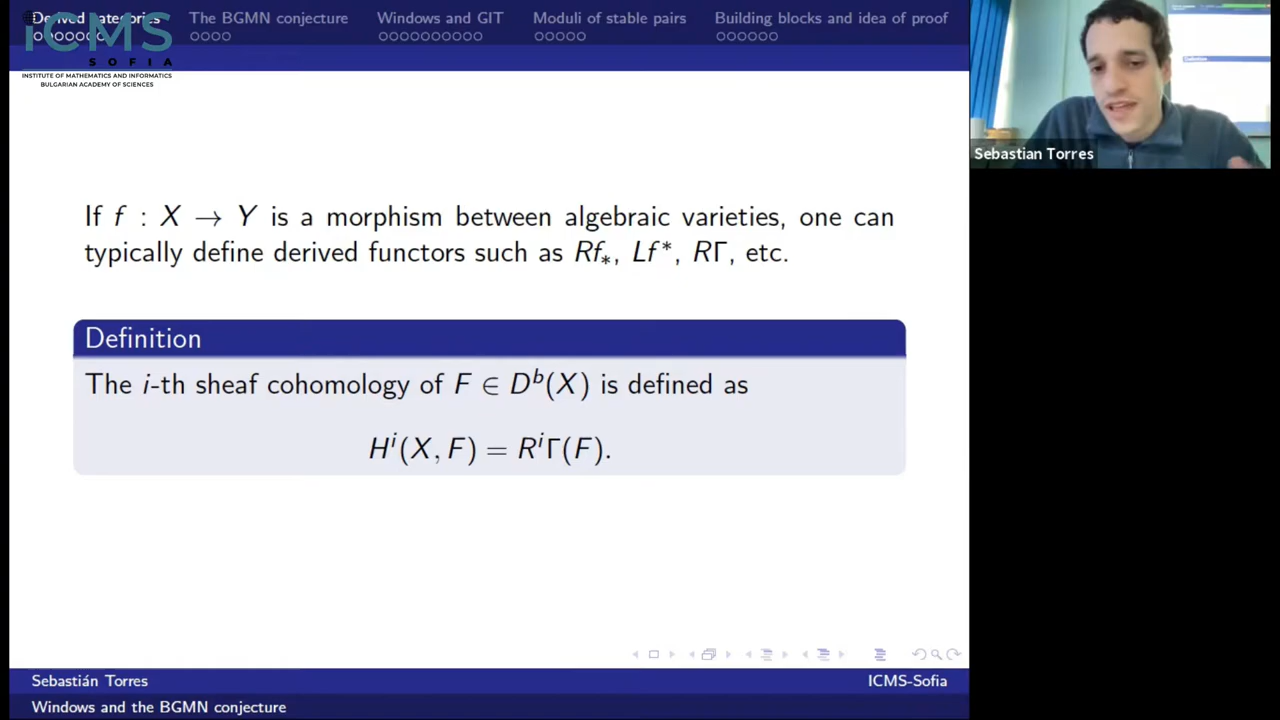 Derived categories
The BGMN conjecture
Windows and GIT
Moduli of stable pairs
Building blocks and idea of proof
ICMS
SOFIA
INSTITUTE OF MATHEMATICS AND INFORMATICS
BULGARIAN ACADEMY OF SCIENCES
Sebastian Torres
If f : X → Y is a morphism between algebraic varieties, one can
typically define derived functors such as Rf∗, Lf*, RΓ, etc.
Definition
The i-th sheaf cohomology of F ∈ Dᵇ(X) is defined as
Hⁱ(X, F) = RⁱΓ(F).
Sebastián Torres
ICMS-Sofia
Windows and the BGMN conjecture